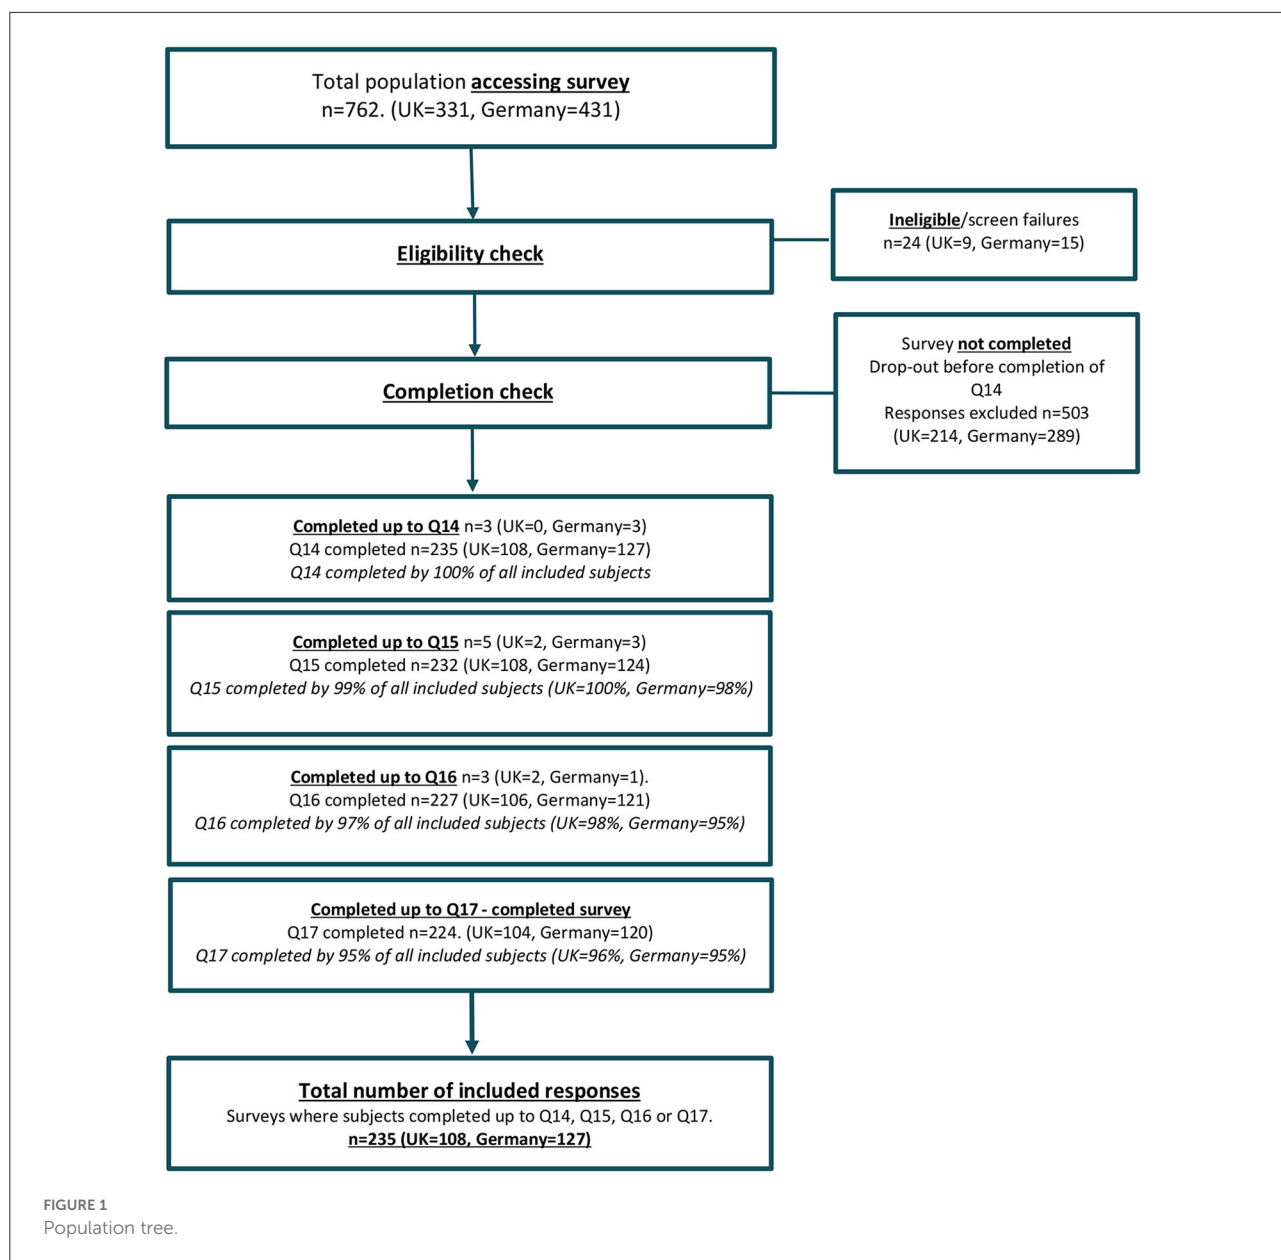 Total population accessing survey
n=762. (UK=331, Germany=431)
Ineligible/screen failures
n=24 (UK=9, Germany=15)
Eligibility check
Survey not completed
Drop-out before completion of
Q14
Responses excluded n=503
(UK=214, Germany=289)
Completion check
Completed up to Q14 n=3 (UK=0, Germany=3)
Q14 completed n=235 (UK=108, Germany=127)
Q14 completed by 100% of all included subjects
Completed up to Q15 n=5 (UK=2, Germany=3)
Q15 completed n=232 (UK=108, Germany=124)
Q15 completed by 99% of all included subjects (UK=100%, Germany=98%)
Completed up to Q16 n=3 (UK=2, Germany=1).
Q16 completed n=227 (UK=106, Germany=121)
Q16 completed by 97% of all included subjects (UK=98%, Germany=95%)
Completed up to Q17 - completed survey
Q17 completed n=224. (UK=104, Germany=120)
Q17 completed by 95% of all included subjects (UK=96%, Germany=95%)
Total number of included responses
Surveys where subjects completed up to Q14, Q15, Q16 or Q17.
n=235 (UK=108, Germany=127)
FIGURE 1
Population tree.